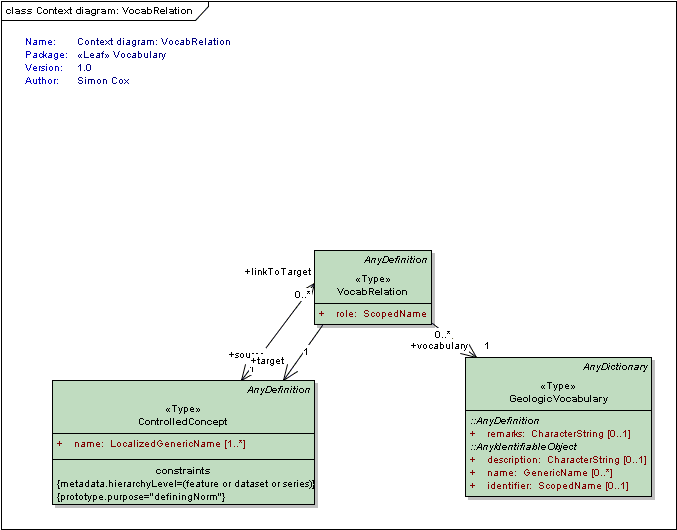 class Context diagram: VocabRelation
Name: Context diagram: VocabRelation
Package: «Leaf» Vocabulary
Version: 1.0
Author: Simon Cox
AnyDefinition
«Type»
VocabRelation
+ role: ScopedName
+linkToTarget
0..*
0..*
+vocabulary 1
1
+target
1
AnyDefinition
«Type»
ControlledConcept
+ name: LocalizedGenericName [1..*]
constraints
{metadata.hierarchyLevel=(feature or dataset or series)}
{prototype.purpose="definingNorm"}
AnyDictionary
«Type»
GeologicVocabulary
::AnyDefinition
+ remarks: CharacterString [0..1]
::AnyIdentifiableObject
+ description: CharacterString [0..1]
+ name: GenericName [0..*]
+ identifier: ScopedName [0..1]